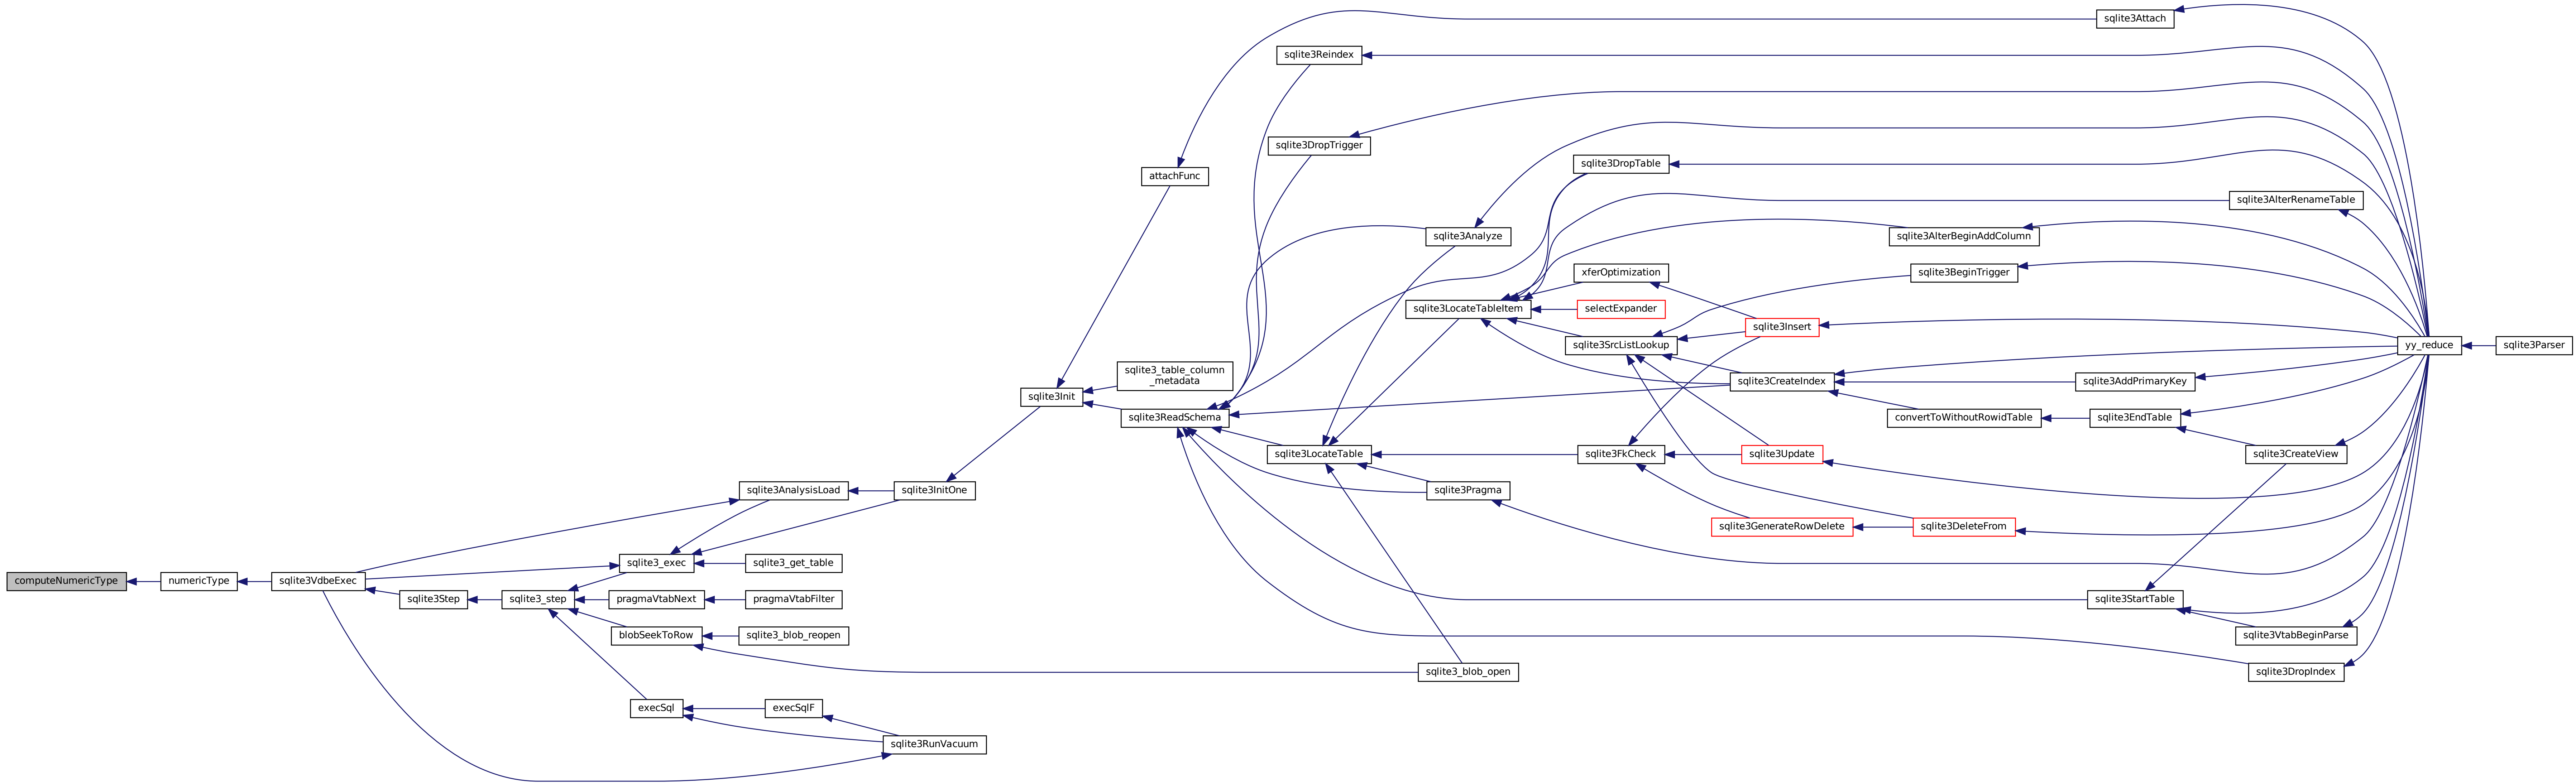 sqlite3Attach
sqlite3Reindex
sqlite3DropTrigger
sqlite3DropTable
attachFunc
sqlite3AlterRenameTable
sqlite3Analyze
sqlite3AlterBeginAddColumn
xferOptimization
sqlite3BeginTrigger
sqlite3LocateTableItem
selectExpander
sqlite3Insert
sqlite3SrcListLookup
yy_reduce
sqlite3Parser
sqlite3_table_column
_metadata
sqlite3CreateIndex
sqlite3AddPrimaryKey
sqlite3Init
sqlite3ReadSchema
convertToWithoutRowidTable
sqlite3EndTable
sqlite3LocateTable
sqlite3FkCheck
sqlite3Update
sqlite3CreateView
sqlite3AnalysisLoad
sqlite3InitOne
sqlite3Pragma
sqlite3GenerateRowDelete
sqlite3DeleteFrom
sqlite3_exec
sqlite3_get_table
computeNumericType
numericType
sqlite3VdbeExec
sqlite3Step
sqlite3_step
pragmaVtabNext
pragmaVtabFilter
sqlite3StartTable
blobSeekToRow
sqlite3_blob_reopen
sqlite3VtabBeginParse
sqlite3_blob_open
sqlite3DropIndex
execSql
execSqlF
sqlite3RunVacuum